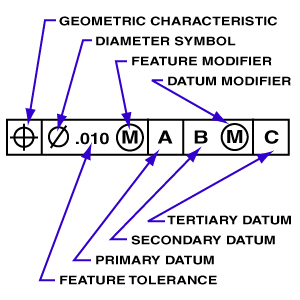 GEOMETRIC CHARACTERISTIC
DIAMETER SYMBOL
FEATURE MODIFIER
DATUM MODIFIER
⌖ ∅ .010 Ⓜ A B Ⓜ C
TERTIARY DATUM
SECONDARY DATUM
PRIMARY DATUM
FEATURE TOLERANCE